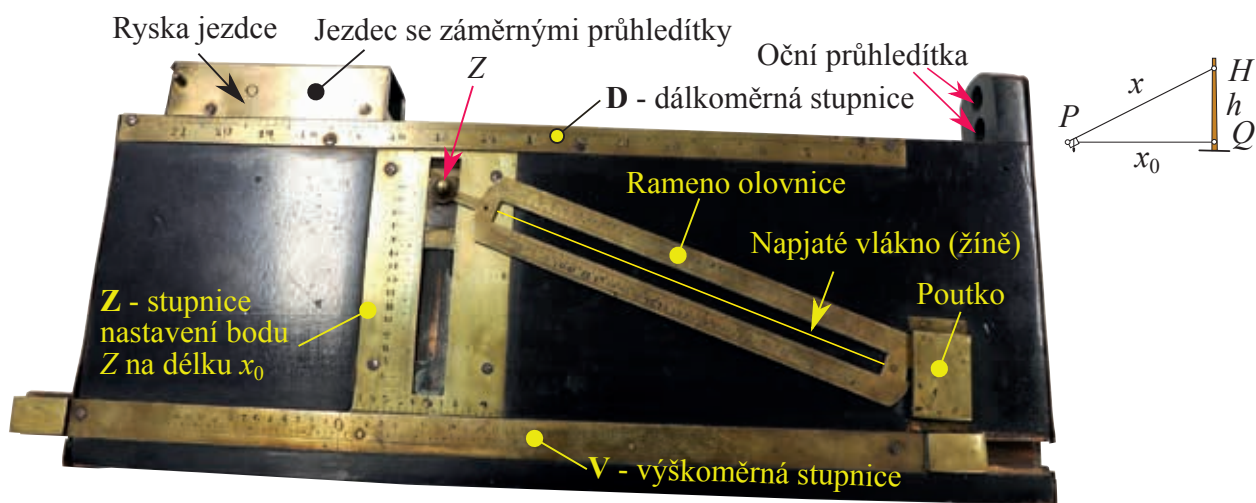 Ryska jezdce
Jezdec se záměrnými průhledítky
Z
Oční průhledítka
D - dálkoměrná stupnice
P
x
H
h
Q
x₀
Rameno olovnice
Napjaté vlákno (žíně)
Poutko
Z - stupnice
nastavení bodu
Z na délku x₀
V - výškoměrná stupnice